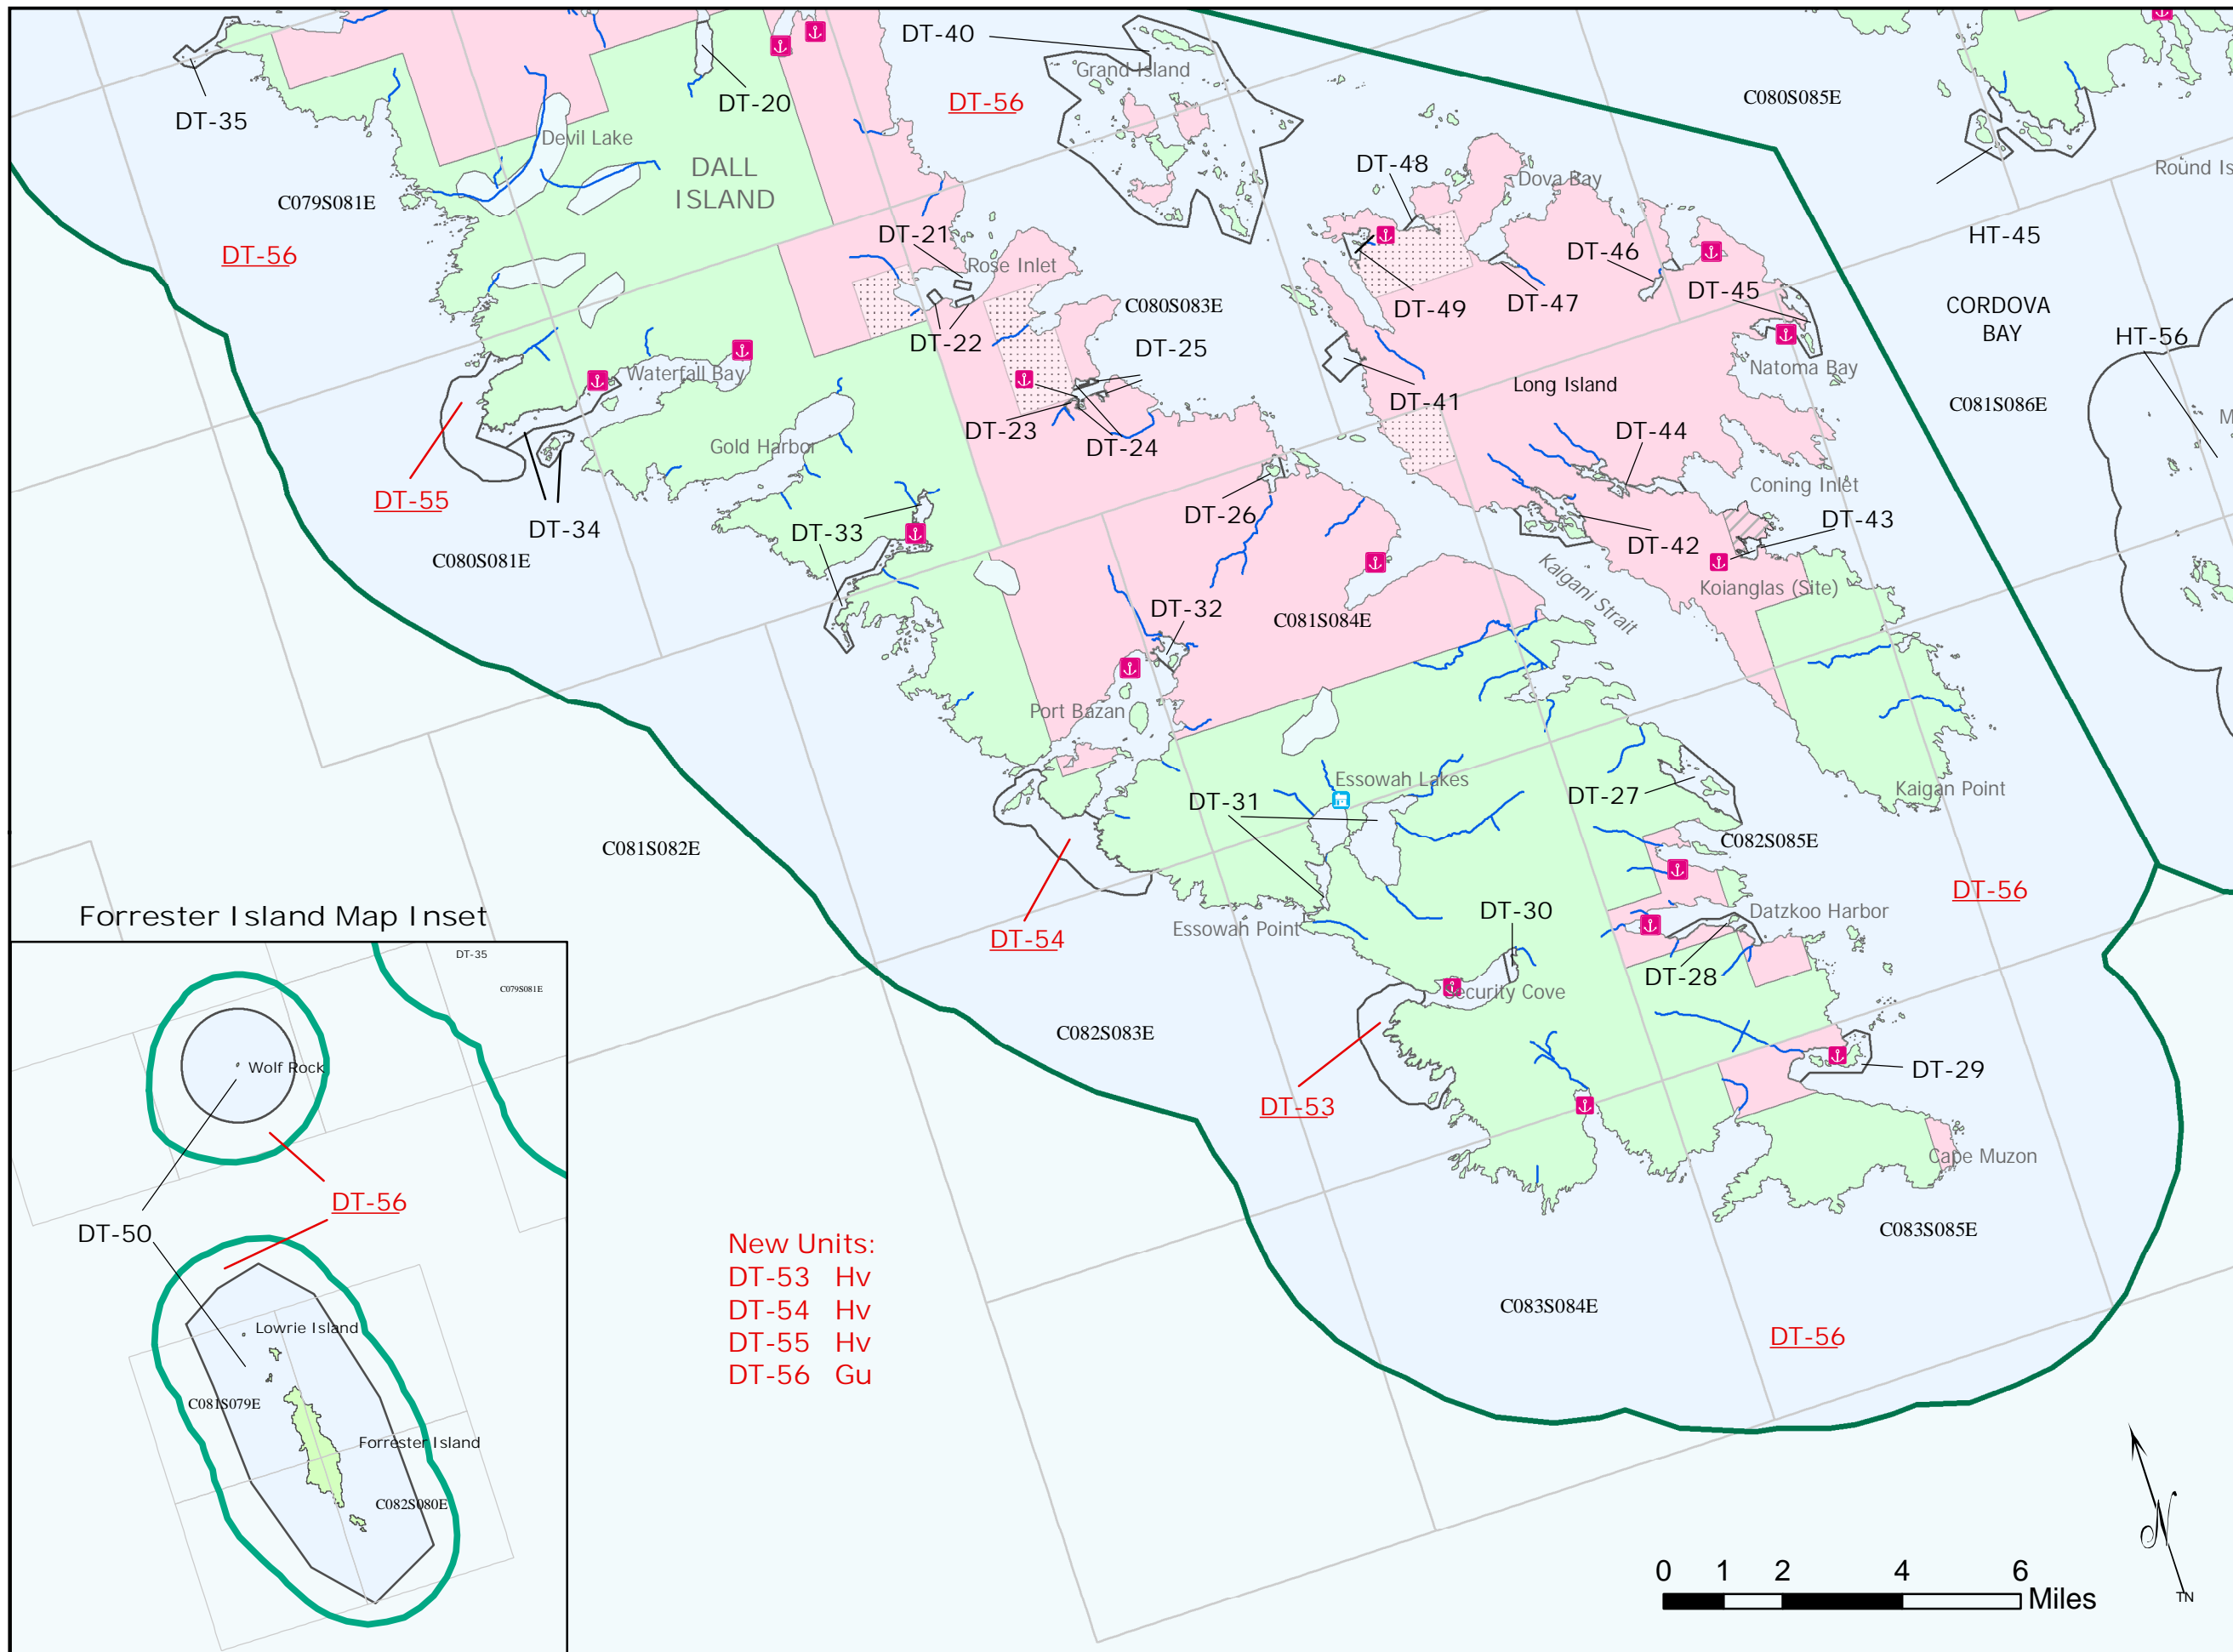 DT-40
Grand Island
DT-20
DT-56
C080S085E
DT-35
Devil Lake
DALL
ISLAND
DT-48
Dova Bay
C079S081E
DT-56
DT-21
Rose Inlet
DT-46
HT-45
DT-45
C080S083E
DT-49
DT-47
CORDOVA
BAY
HT-56
DT-22
DT-25
Waterfall Bay
Natoma Bay
Long Island
DT-41
C081S086E
DT-23
DT-24
DT-44
Gold Harbor
DT-55
Coning Inlet
DT-26
DT-43
DT-34
DT-33
DT-42
C080S081E
Kaigani Strait
Koianglas (Site)
DT-32
C081S084E
Port Bazan
Essowah Lakes
DT-31
DT-27
Kaigan Point
C081S082E
C082S085E
DT-56
Forrester Island Map Inset
DT-30
Datzkoo Harbor
Essowah Point
DT-54
DT-35
DT-28
C079S081E
Security Cove
C082S083E
Wolf Rock
DT-29
DT-53
Cape Muzon
DT-56
DT-50
C083S085E
New Units:
DT-53 Hv
DT-54 Hv
DT-55 Hv
DT-56 Gu
C083S084E
Lowrie Island
DT-56
C081S079E
Forrester Island
C082S080E
N
0 1 2 4 6
Miles
TN